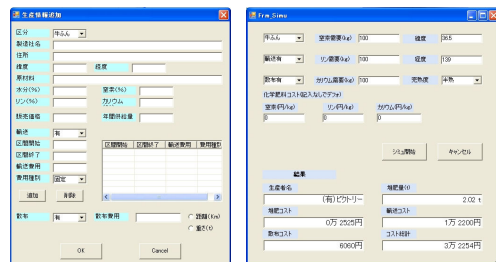 生産情報追加
区分 牛ふん
製造社名
住所
緯度 経度
原材料
水分(%) 窒素(%)
リン(%) カリウム
販売価格 年間供給量
輸送 有
区間開始
区間終了
輸送費用
費用種別 固定
区間開始 区間終了 輸送費用 費用種別
追加 削除
散布 有 散布費用 距離(Km)
重さ(t)
OK Cancel
Frm_Simu
牛ふん 窒素需要(kg) 100 緯度 36.5
輸送有 リン需要(kg) 100 経度 139
散布有 カリウム需要(kg) 100 完熟度 半熟
化学肥料コスト(記入なしでデフォ)
窒素(円/kg) リン(円/kg) カリウム(円/kg)
0 0 0
シミュ開始 キャンセル
結果
生産者名 堆肥量(t)
(有)ビクトリー 2.02 t
堆肥コスト 輸送コスト
0万 2525円 1万 2200円
散布コスト コスト総計
6060円 3万 2254円